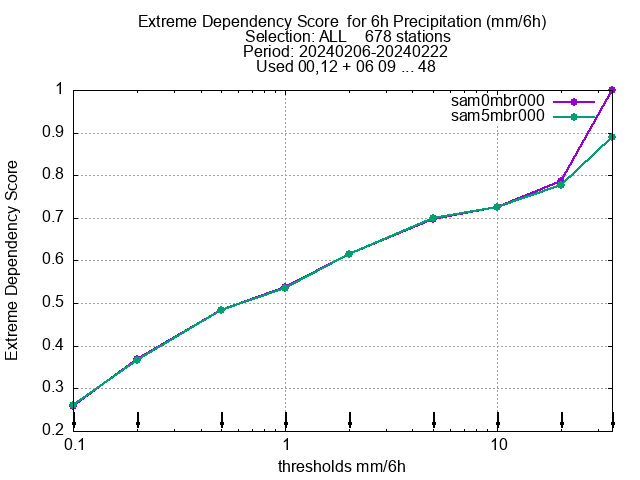 Extreme Dependency Score  for 6h Precipitation (mm/6h)
Selection: ALL    678 stations
Period: 20240206-20240222
Used 00,12 + 06 09 ... 48
sam0mbr000
sam5mbr000
1
0.9
0.8
0.7
0.6
0.5
0.4
0.3
0.2
Extreme Dependency Score
0.1 1 10
thresholds mm/6h